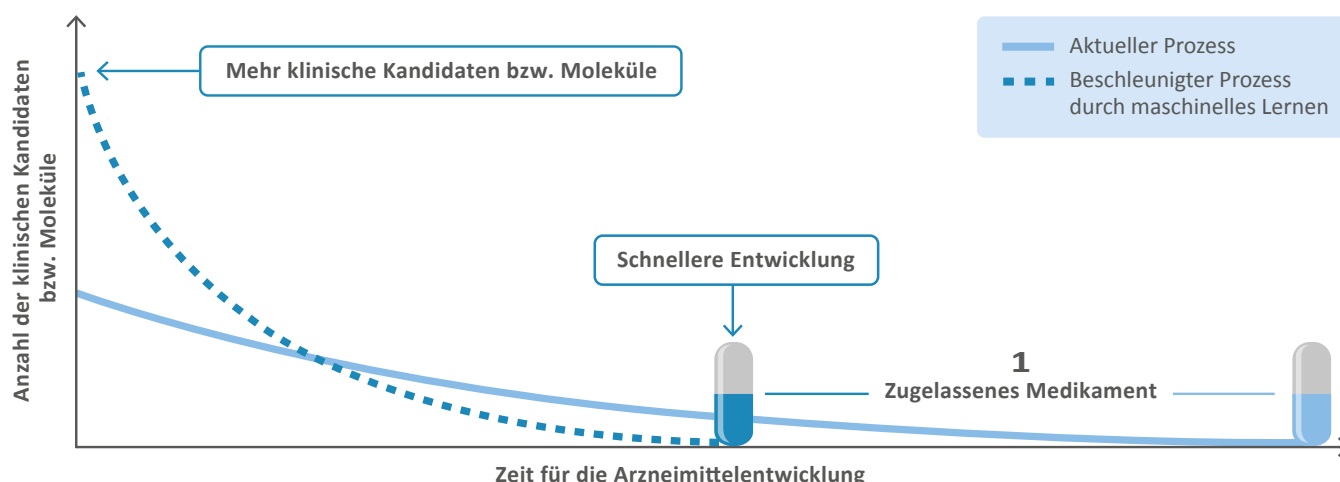 Mehr klinische Kandidaten bzw. Moleküle
Aktueller Prozess
Beschleunigter Prozess
durch maschinelles Lernen
Anzahl der klinischen Kandidaten
bzw. Moleküle
Schnellere Entwicklung
1
Zugelassenes Medikament
Zeit für die Arzneimittelentwicklung